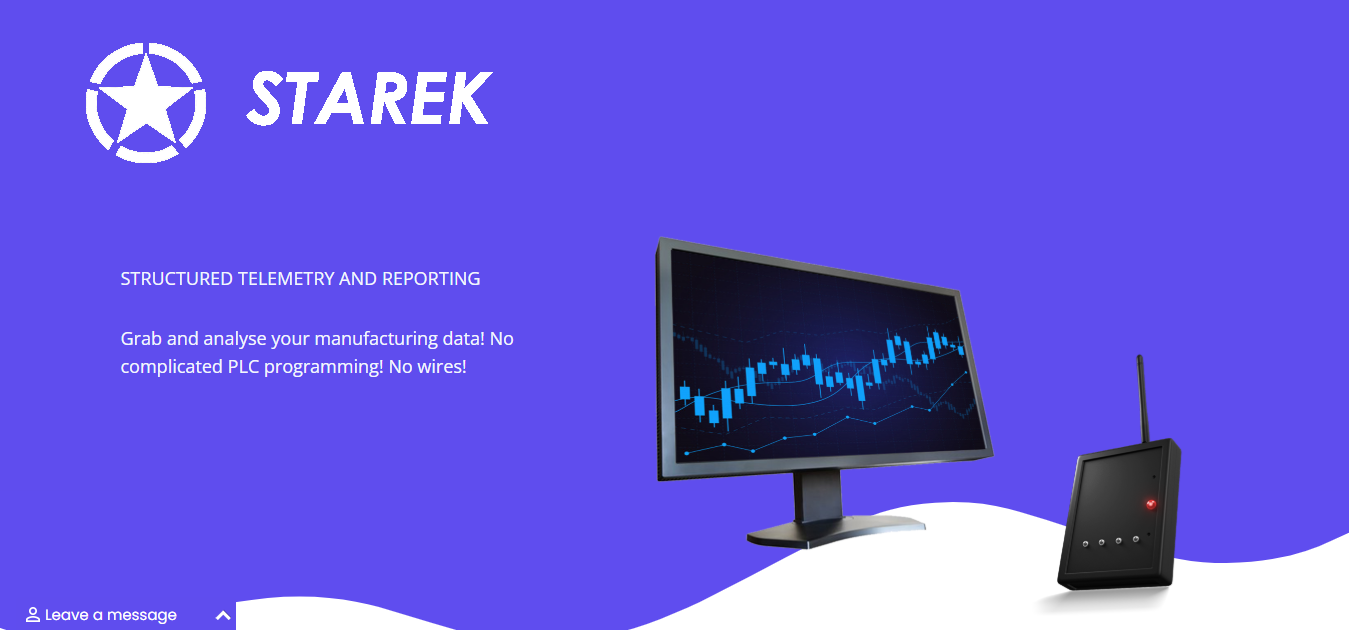 STAREK
STRUCTURED TELEMETRY AND REPORTING
Grab and analyse your manufacturing data! No
complicated PLC programming! No wires!
Leave a message